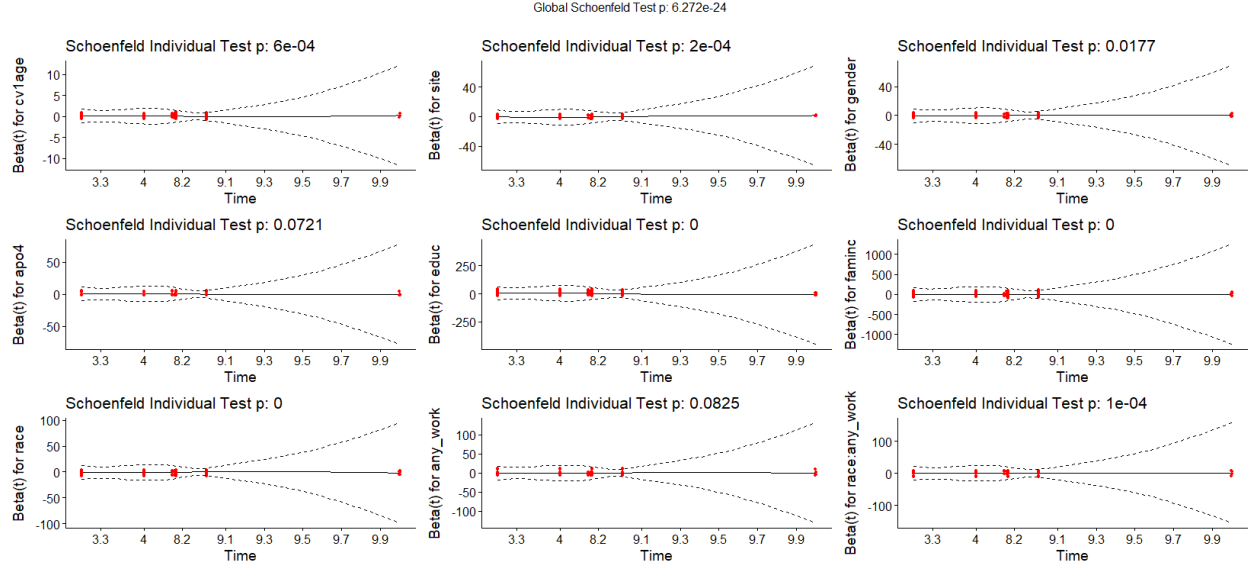 Global Schoenfeld Test p: 6.272e-24
Schoenfeld Individual Test p: 6e-04
Beta(t) for cv1age
10
5
0
-5
-10
3.3 4 8.2 9.1 9.3 9.5 9.7 9.9
Time
Schoenfeld Individual Test p: 2e-04
Beta(t) for site
40
0
-40
3.3 4 8.2 9.1 9.3 9.5 9.7 9.9
Time
Schoenfeld Individual Test p: 0.0177
Beta(t) for gender
40
0
-40
3.3 4 8.2 9.1 9.3 9.5 9.7 9.9
Time
Schoenfeld Individual Test p: 0.0721
Beta(t) for apo4
50
0
-50
3.3 4 8.2 9.1 9.3 9.5 9.7 9.9
Time
Schoenfeld Individual Test p: 0
Beta(t) for educ
250
0
-250
3.3 4 8.2 9.1 9.3 9.5 9.7 9.9
Time
Schoenfeld Individual Test p: 0
Beta(t) for faminc
1000
500
0
-500
-1000
3.3 4 8.2 9.1 9.3 9.5 9.7 9.9
Time
Schoenfeld Individual Test p: 0
Beta(t) for race
100
50
0
-50
-100
3.3 4 8.2 9.1 9.3 9.5 9.7 9.9
Time
Schoenfeld Individual Test p: 0.0825
Beta(t) for any_work
100
50
0
-50
-100
3.3 4 8.2 9.1 9.3 9.5 9.7 9.9
Time
Schoenfeld Individual Test p: 1e-04
Beta(t) for race:any_work
100
0
-100
3.3 4 8.2 9.1 9.3 9.5 9.7 9.9
Time